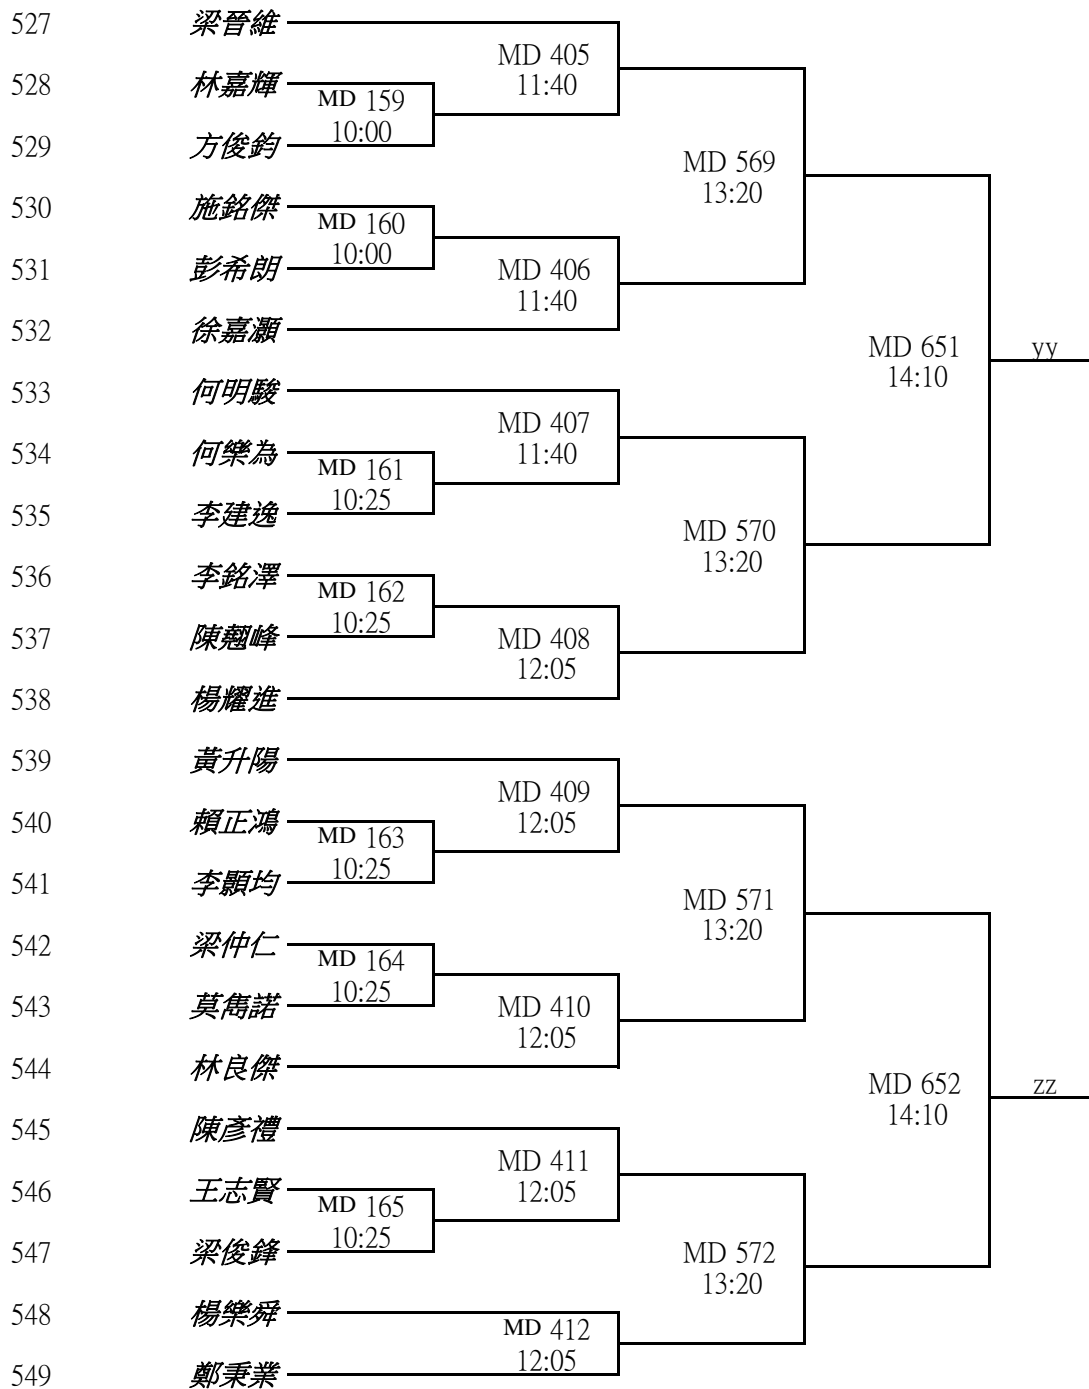 527 梁晉維
MD 405
11:40
528 林嘉輝
MD 159
10:00
529 方俊鈞
MD 569
13:20
530 施銘傑
MD 160
10:00
531 彭希朗
MD 406
11:40
532 徐嘉灝
MD 651
14:10
yy
533 何明駿
MD 407
11:40
534 何樂為
MD 161
10:25
535 李建逸
MD 570
13:20
536 李銘澤
MD 162
10:25
537 陳翹峰
MD 408
12:05
538 楊耀進
539 黃升陽
MD 409
12:05
540 賴正鴻
MD 163
10:25
541 李顥均
MD 571
13:20
542 梁仲仁
MD 164
10:25
543 莫雋諾
MD 410
12:05
544 林良傑
MD 652
14:10
zz
545 陳彥禮
MD 411
12:05
546 王志賢
MD 165
10:25
547 梁俊鋒
MD 572
13:20
548 楊樂舜
MD 412
12:05
549 鄭秉業